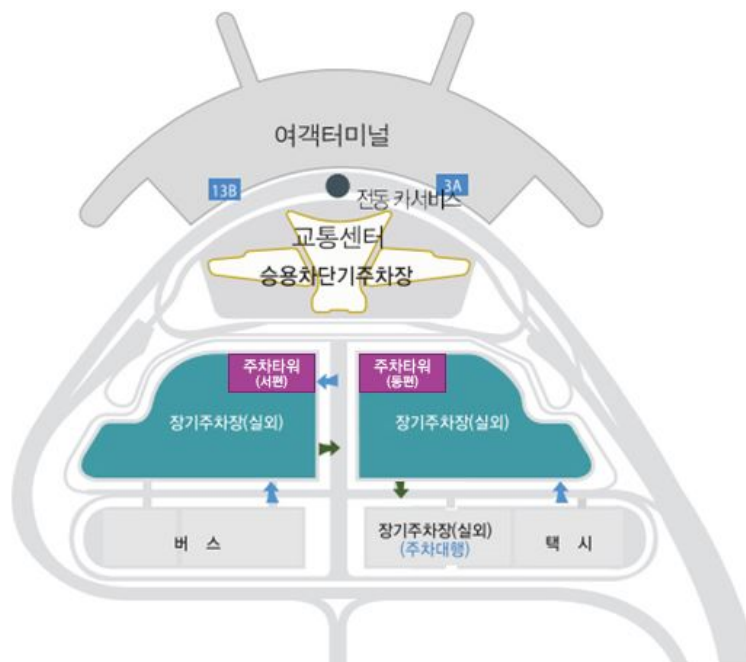 여객터미널
13B
3A
전동카서비스
교통센터
승용차단기주차장
주차타워
(서편)
주차타워
(동편)
장기주차장(실외)
장기주차장(실외)
버 스
장기주차장(실외)
(주차대행)
택 시